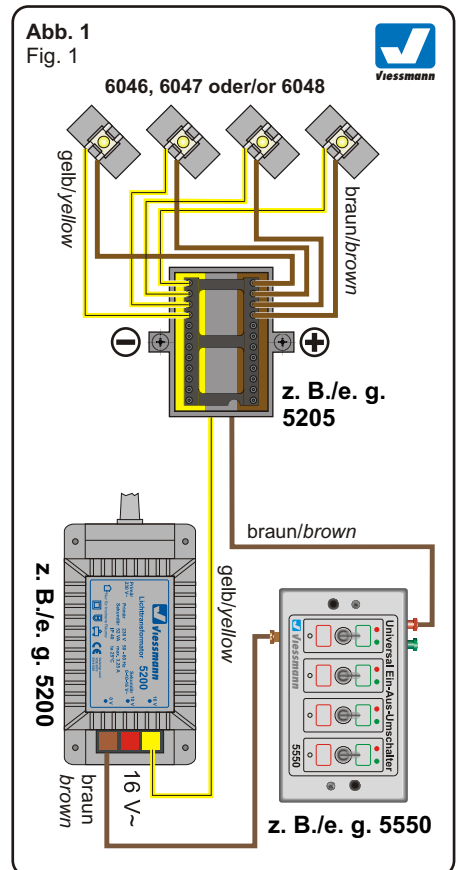 Abb. 1
Fig. 1
viessmann
6046, 6047 oder/or 6048
gelb/yellow
braun/brown
z. B./e. g.
5205
braun/brown
gelb/yellow
z. B./e. g. 5200
viessmann
Lichttransformator
5200
16 V~
braun
brown
viessmann
Universal Ein-Aus-Umschalter
5550
z. B./e. g. 5550